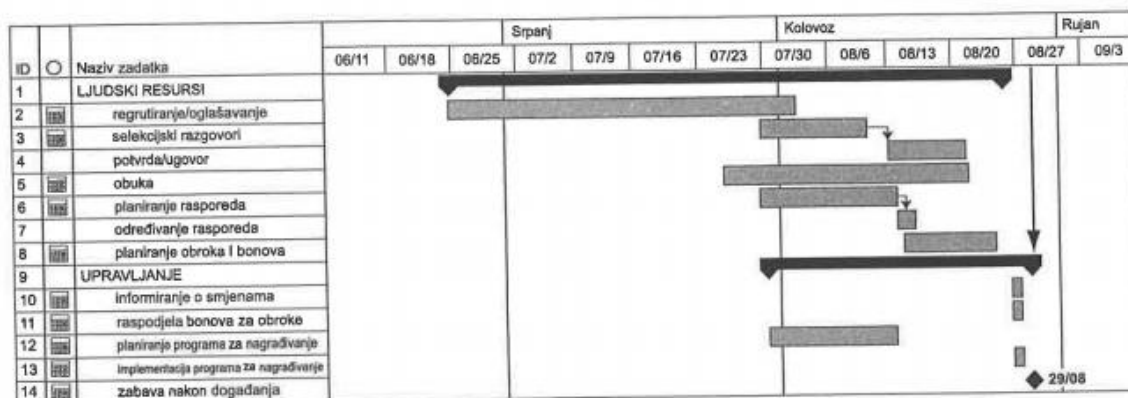 Srpanj Kolovoz Rujan
ID Naziv zadatka 06/11 06/18 06/25 07/2 07/9 07/16 07/23 07/30 08/6 08/13 08/20 08/27 09/3
1 LJUDSKI RESURSI
2 regrutiranje/oglašavanje
3 selekcijski razgovori
4 potvrda/ugovor
5 obuka
6 planiranje rasporeda
7 određivanje rasporeda
8 planiranje obroka I bonova
9 UPRAVLJANJE
10 informiranje o smjenama
11 raspodjela bonova za obroke
12 planiranje programa za nagrađivanje
13 implementacija programa za nagrađivanje
14 zabava nakon događanja 29/08